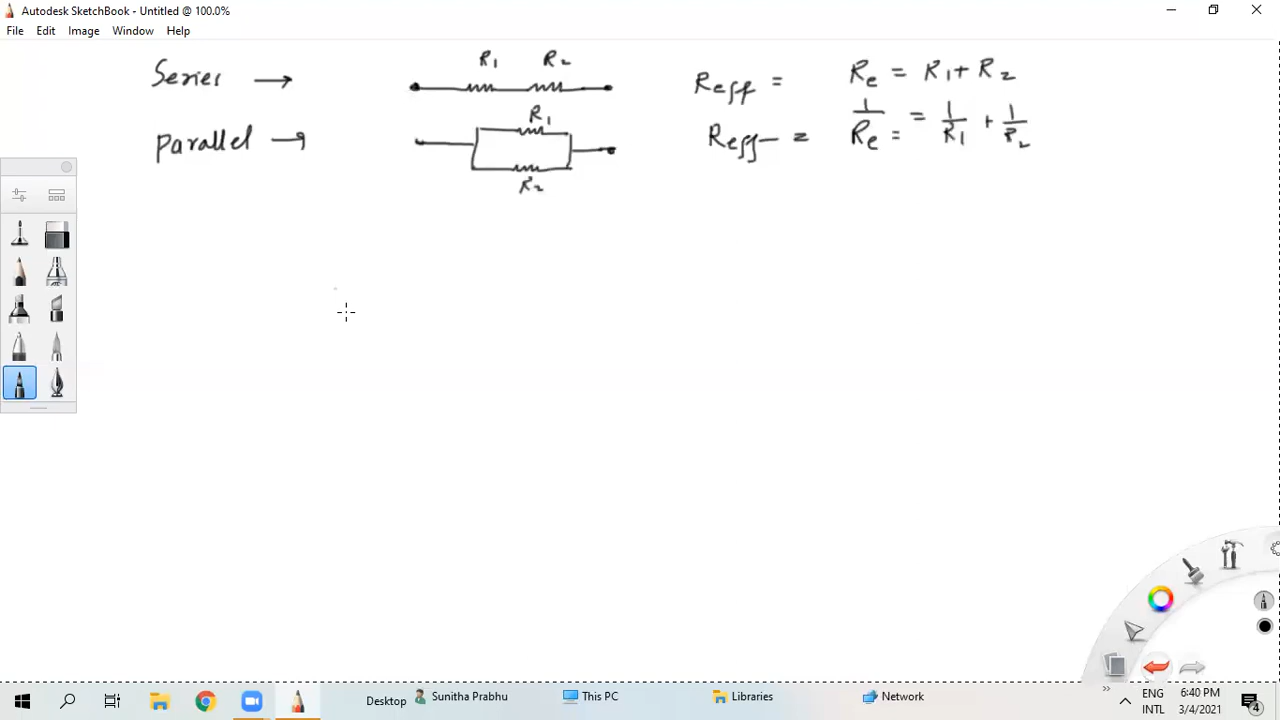 Autodesk SketchBook - Untitled @ 100.0%
File Edit Image Window Help
Series → R1 R2 Reff = Re = R1 + R2
Parallel → R1 R2 Reff = 1/Re = = 1/R1 + 1/R2
Desktop Sunitha Prabhu This PC Libraries Network
ENG 6:40 PM
INTL 3/4/2021 4